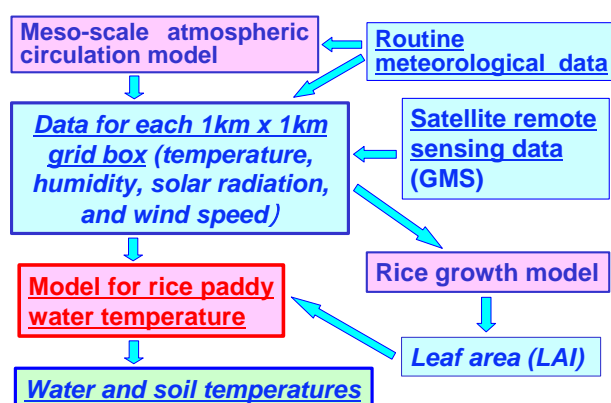 Meso-scale atmospheric
circulation model
Routine
meteorological data
Data for each 1km x 1km
grid box (temperature,
humidity, solar radiation,
and wind speed）
Satellite remote
sensing data
(GMS)
Rice growth model
Model for rice paddy
water temperature
Leaf area (LAI)
Water and soil temperatures